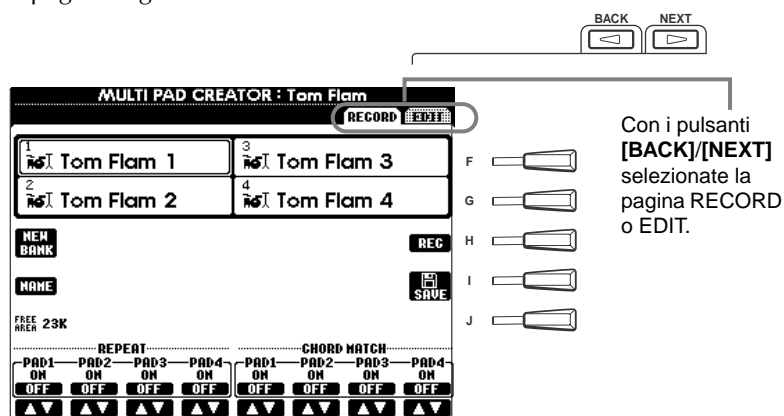 BACK NEXT
MULTI PAD CREATOR : Tom Flam
RECORD EDIT
1 Tom Flam 1
3 Tom Flam 3
2 Tom Flam 2
4 Tom Flam 4
NEW BANK
REC
NAME
SAVE
FREE AREA 23K
REPEAT CHORD MATCH
PAD1 PAD2 PAD3 PAD4 PAD1 PAD2 PAD3 PAD4
ON ON ON ON ON ON ON ON
OFF OFF OFF OFF OFF OFF OFF OFF
F
G
H
I
J
Con i pulsanti
[BACK]/[NEXT]
selezionate la
pagina RECORD
o EDIT.